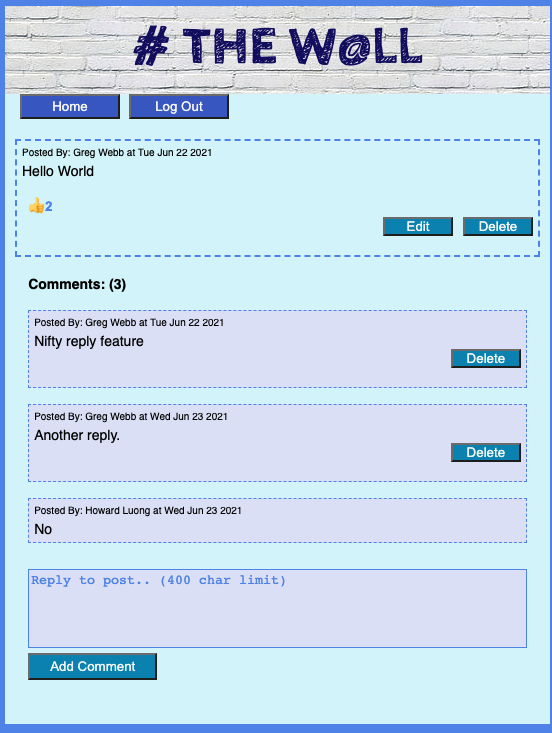 # THE W@LL
Home Log Out
Posted By: Greg Webb at Tue Jun 22 2021
Hello World
👍2
Edit Delete
Comments: (3)
Posted By: Greg Webb at Tue Jun 22 2021
Nifty reply feature
Delete
Posted By: Greg Webb at Wed Jun 23 2021
Another reply.
Delete
Posted By: Howard Luong at Wed Jun 23 2021
No
Reply to post.. (400 char limit)
Add Comment